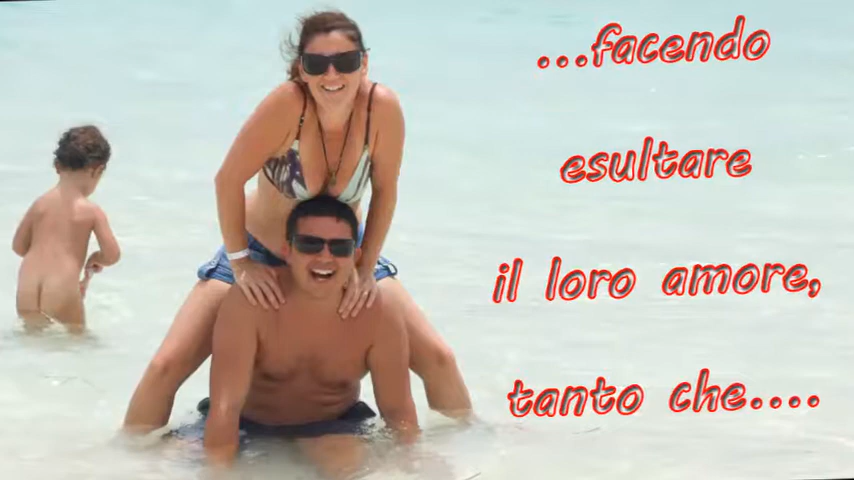 ...facendo
esultare
il loro amore,
tanto che....